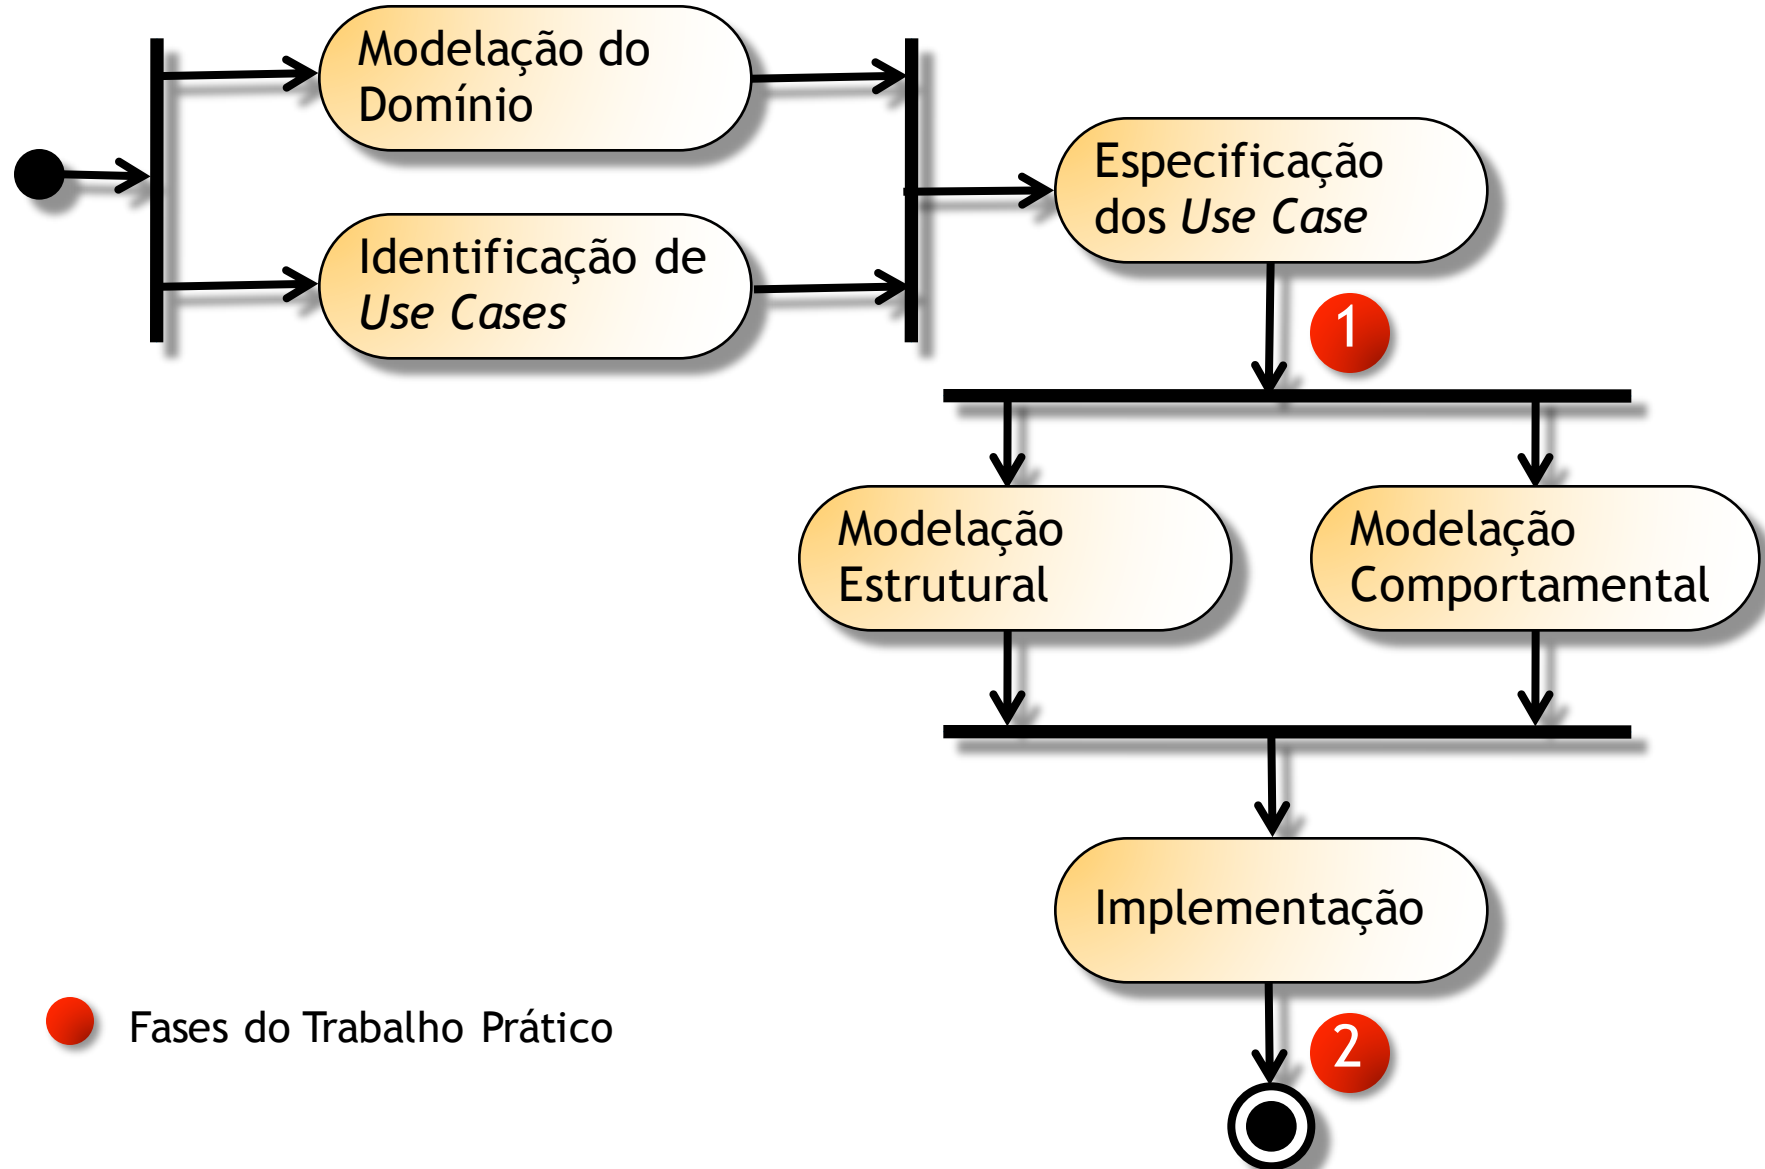 Modelação do
Domínio
Identificação de
Use Cases
Especificação
dos Use Case
1
Modelação
Estrutural
Modelação
Comportamental
Implementação
2
Fases do Trabalho Prático